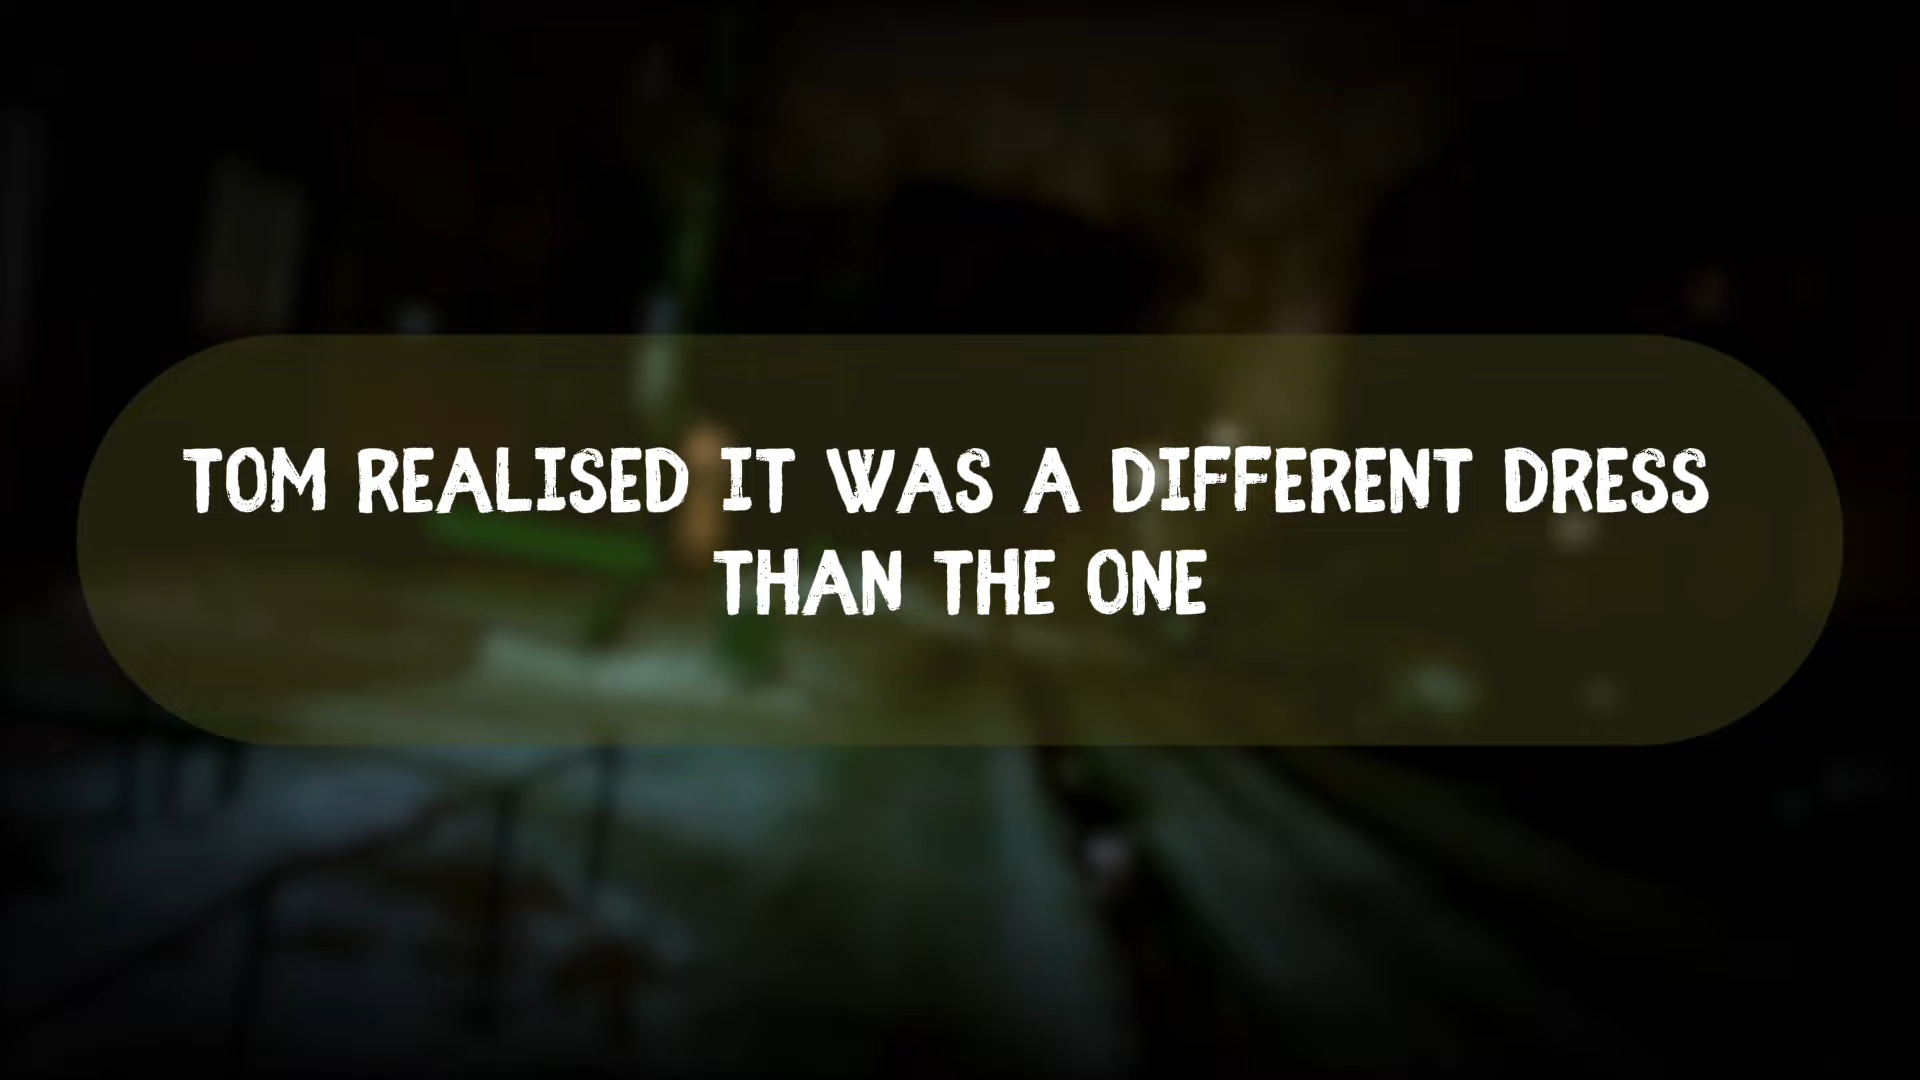 TOM REALISED IT WAS A DIFFERENT DRESS
THAN THE ONE